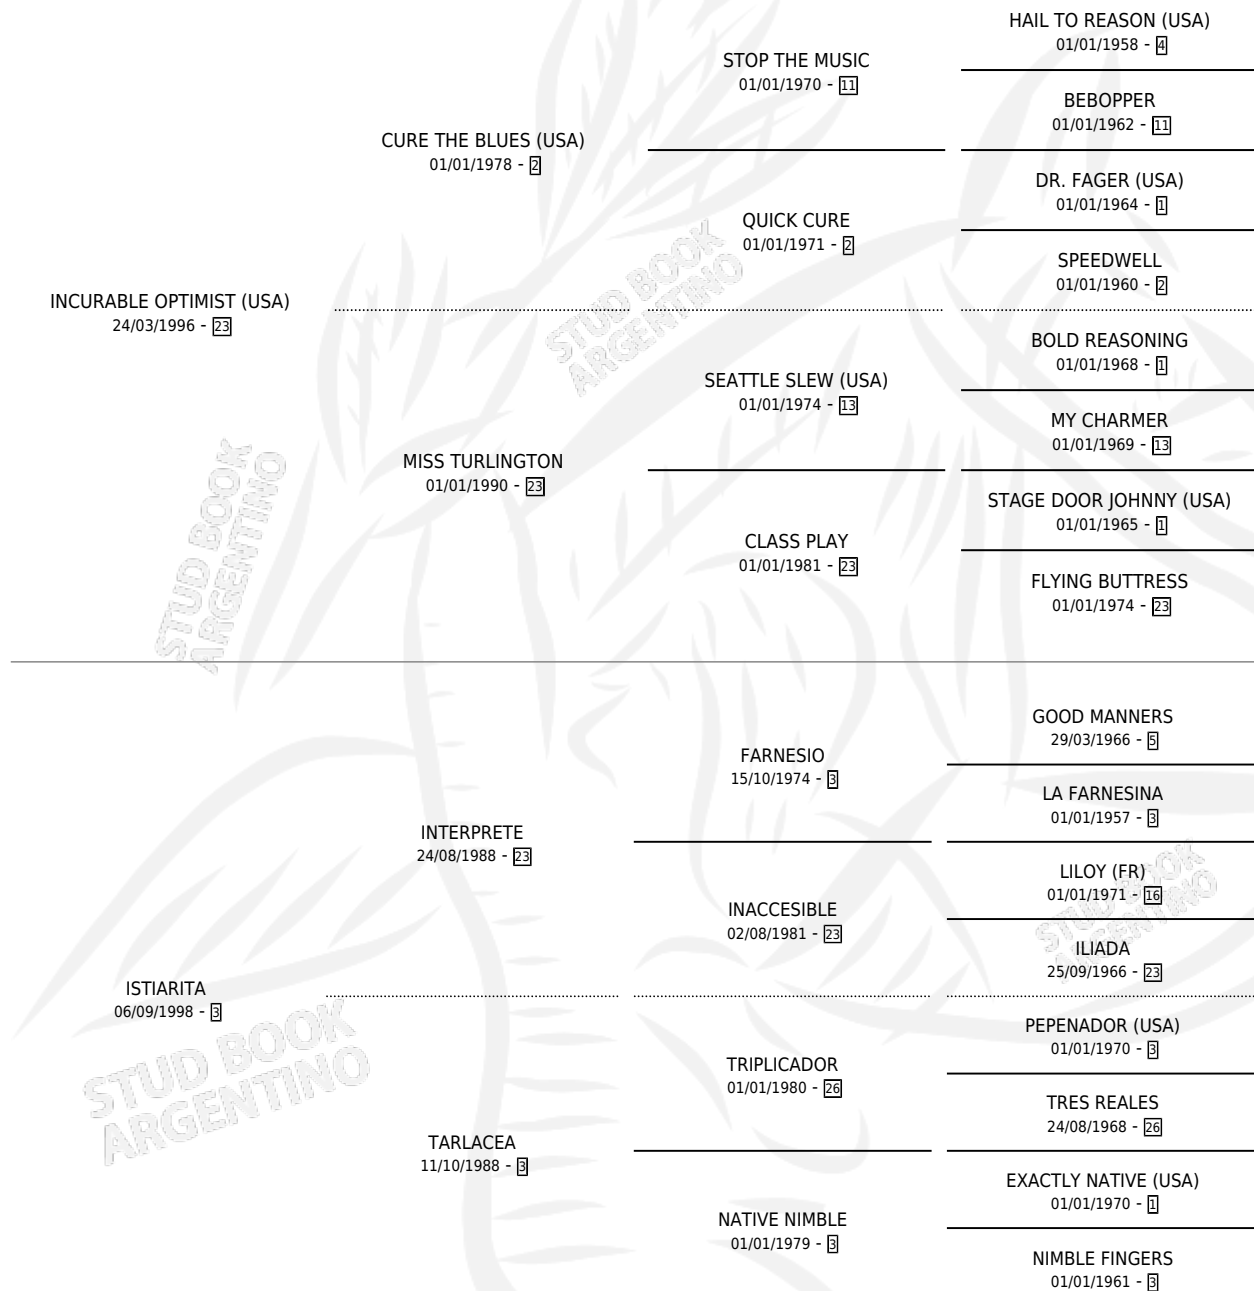 HAIL TO REASON (USA)
01/01/1958 - 4
STOP THE MUSIC
01/01/1970 - 11
BEBOPPER
01/01/1962 - 11
CURE THE BLUES (USA)
01/01/1978 - 2
DR. FAGER (USA)
01/01/1964 - 1
QUICK CURE
01/01/1971 - 2
SPEEDWELL
01/01/1960 - 2
INCURABLE OPTIMIST (USA)
24/03/1996 - 23
BOLD REASONING
01/01/1968 - 1
SEATTLE SLEW (USA)
01/01/1974 - 13
MY CHARMER
01/01/1969 - 13
MISS TURLINGTON
01/01/1990 - 23
STAGE DOOR JOHNNY (USA)
01/01/1965 - 1
CLASS PLAY
01/01/1981 - 23
FLYING BUTTRESS
01/01/1974 - 23
GOOD MANNERS
29/03/1966 - 5
FARNESIO
15/10/1974 - 3
LA FARNESINA
01/01/1957 - 3
INTERPRETE
24/08/1988 - 23
LILOY (FR)
01/01/1971 - 16
INACCESIBLE
02/08/1981 - 23
ILIADA
25/09/1966 - 23
ISTIARITA
06/09/1998 - 3
PEPENADOR (USA)
01/01/1970 - 3
TRIPLICADOR
01/01/1980 - 26
TRES REALES
24/08/1968 - 26
TARLACEA
11/10/1988 - 3
EXACTLY NATIVE (USA)
01/01/1970 - 1
NATIVE NIMBLE
01/01/1979 - 3
NIMBLE FINGERS
01/01/1961 - 3
STUD BOOK
ARGENTINO
STUD BOOK
ARGENTINO
STUD BOOK
ARGENTINO
STUD BOOK
ARGENTINO